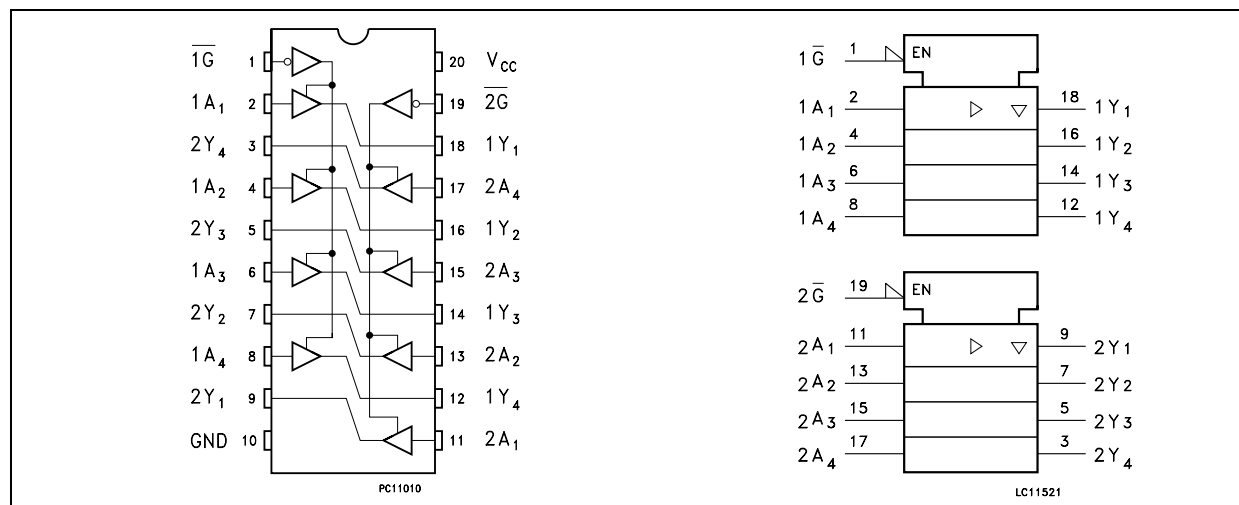 1G 1 20 VCC
1A1 2 19 2G
2Y4 3 18 1Y1
1A2 4 17 2A4
2Y3 5 16 1Y2
1A3 6 15 2A3
2Y2 7 14 1Y3
1A4 8 13 2A2
2Y1 9 12 1Y4
GND 10 11 2A1
PC11010
1G 1 EN
1A1 2 18 1Y1
1A2 4 16 1Y2
1A3 6 14 1Y3
1A4 8 12 1Y4
2G 19 EN
2A1 11 9 2Y1
2A2 13 7 2Y2
2A3 15 5 2Y3
2A4 17 3 2Y4
LC11521